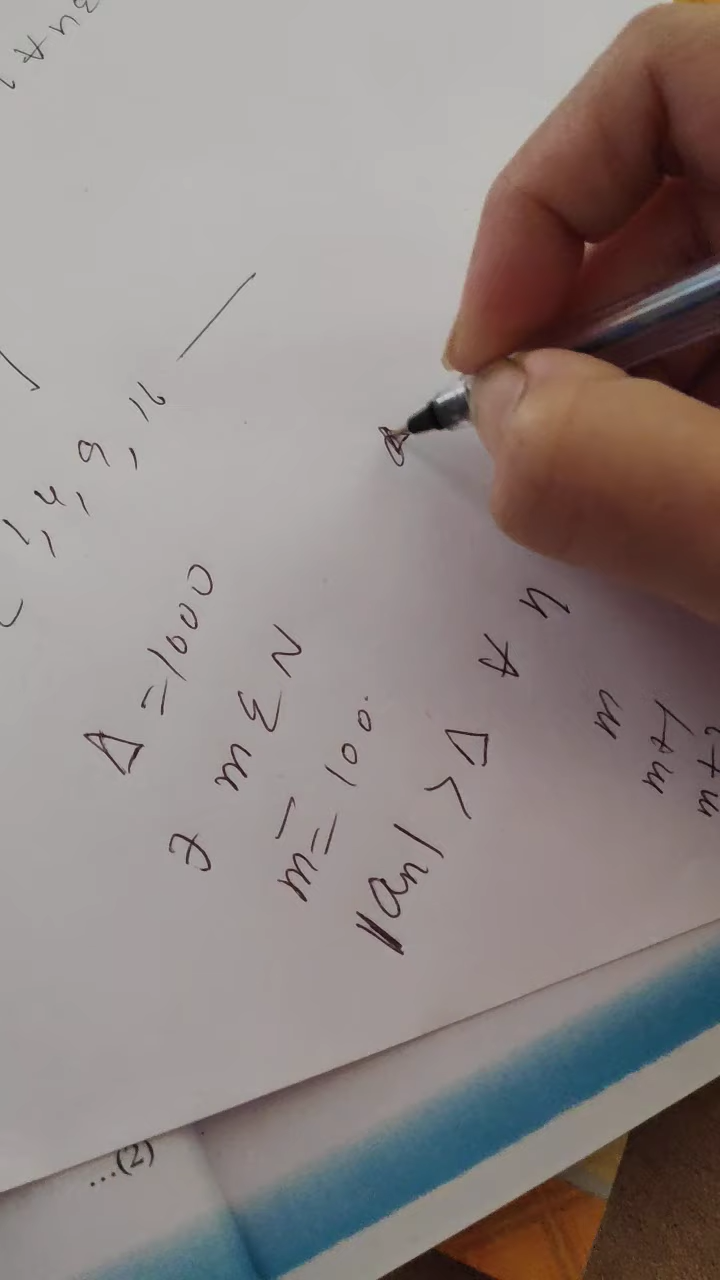 1, 4, 9, 16 —
Δ = 1000
∃ m ∈ N
m = 100.
|an| > Δ ∀ n
m
m+1
...(2)